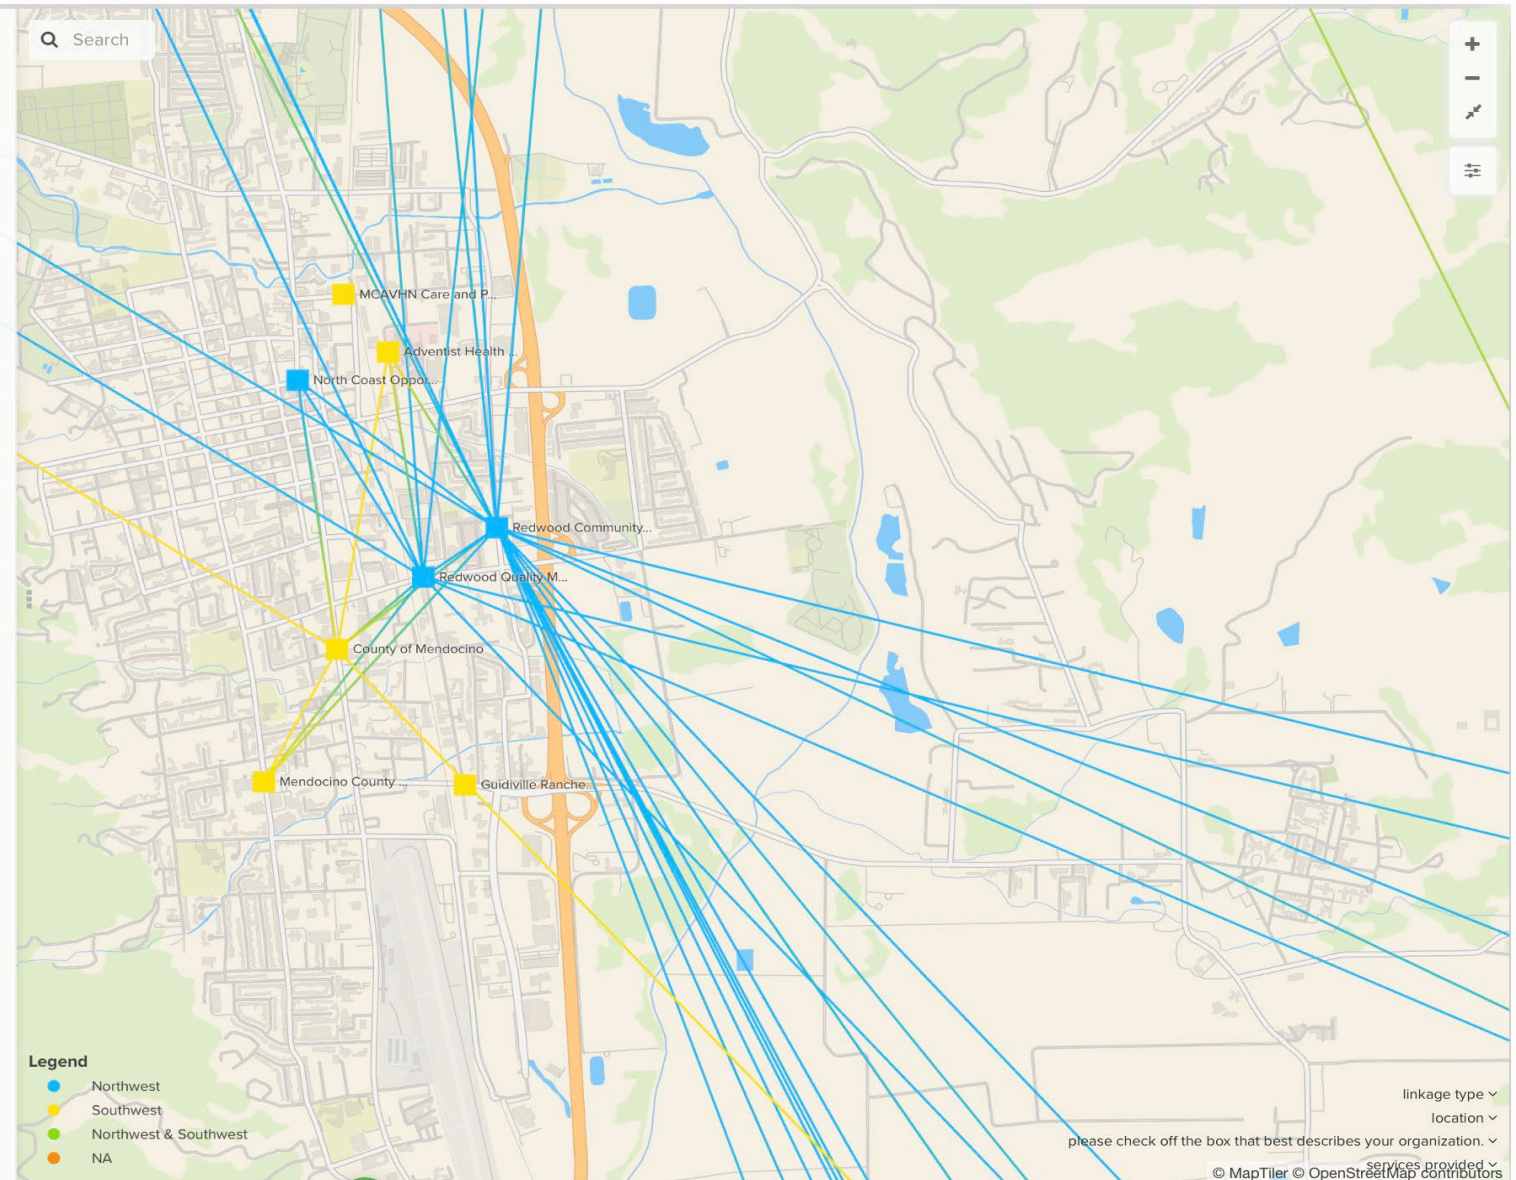 Search
MCAVHN Care and P...
Adventist Health ...
North Coast Oppor...
Redwood Community...
Redwood Quality M...
County of Mendocino
Mendocino County ...
Guidiville Ranche...
Legend
Northwest
Southwest
Northwest & Southwest
NA
linkage type
location
please check off the box that best describes your organization.
services provided
© MapTiler © OpenStreetMap contributors